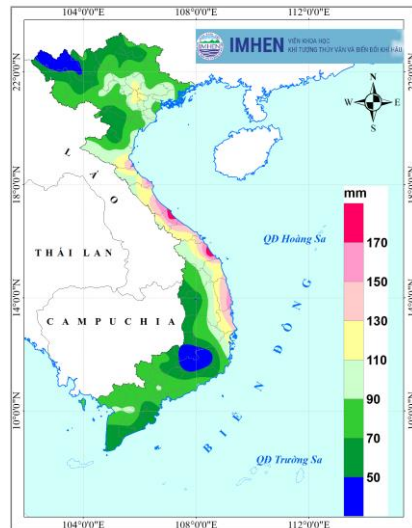 104°0'0"E 108°0'0"E 112°0'0"E
IMHEN VIỆN KHOA HỌC
KHÍ TƯỢNG THỦY VĂN VÀ BIẾN ĐỔI KHÍ HẬU
22°0'0"N
18°0'0"N
14°0'0"N
10°0'0"N
N
W E
S
LÀO
THÁI LAN
CAMPUCHIA
QĐ Hoàng Sa
BIỂN ĐÔNG
QĐ Trường Sa
mm
170
150
130
110
90
70
50
104°0'0"E 108°0'0"E 112°0'0"E